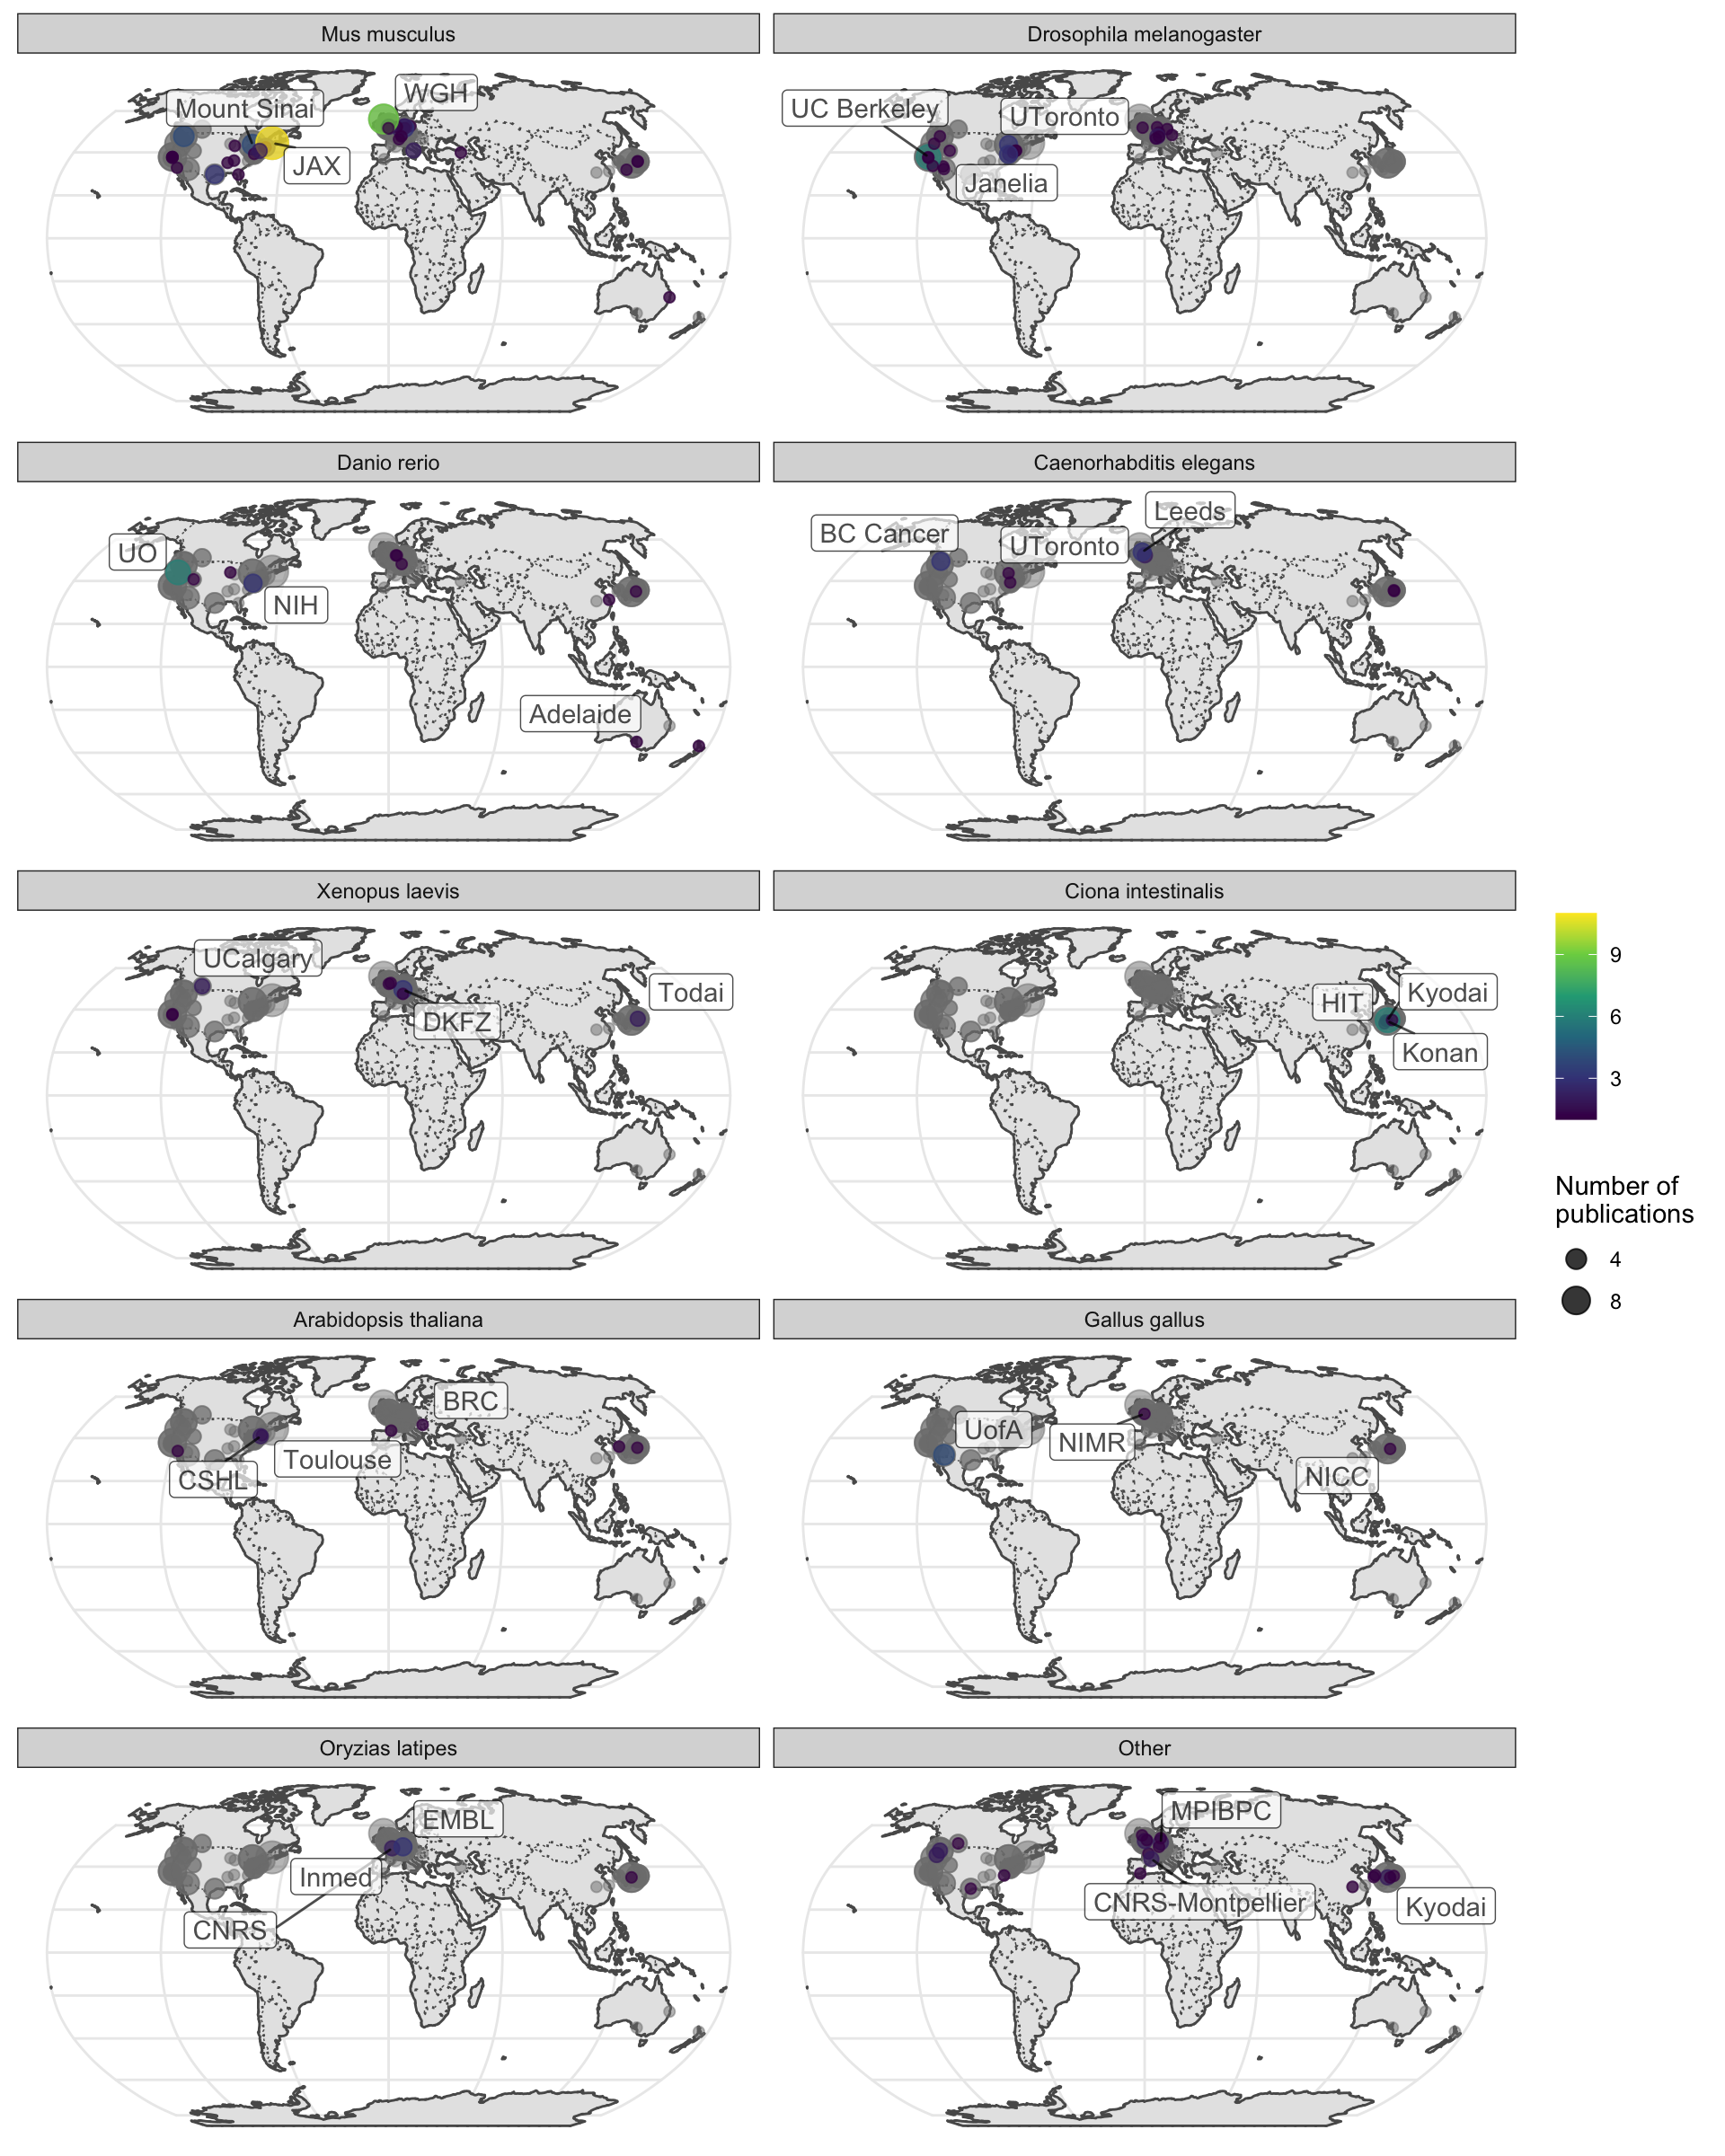 Mus musculus
Drosophila melanogaster
WGH
Mount Sinai
JAX
UC Berkeley
UToronto
Janelia
Danio rerio
Caenorhabditis elegans
UO
NIH
Adelaide
Leeds
BC Cancer
UToronto
Xenopus laevis
Ciona intestinalis
UCalgary
Todai
DKFZ
Kyodai
HIT
Konan
9
6
3
Number of
publications
4
8
Arabidopsis thaliana
Gallus gallus
BRC
Toulouse
CSHL
UofA
NIMR
NICC
Oryzias latipes
Other
EMBL
Inmed
CNRS
MPIBPC
CNRS-Montpellier
Kyodai